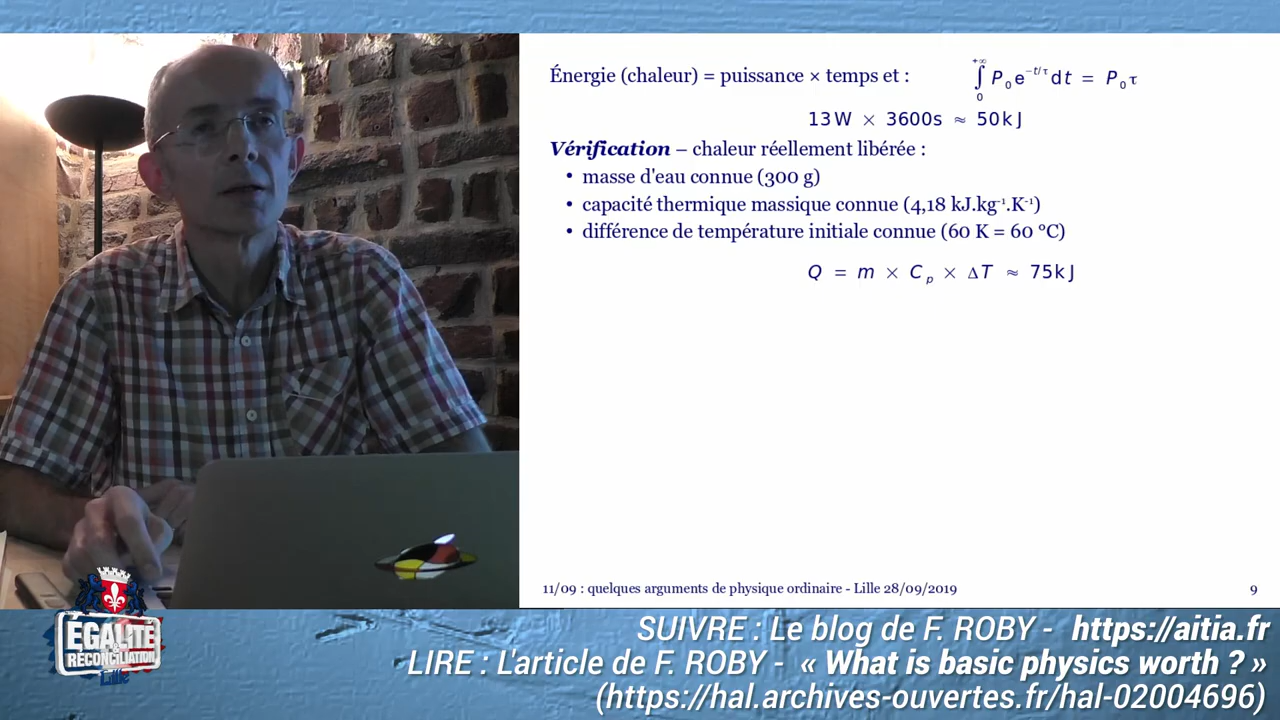 Énergie (chaleur) = puissance × temps et : ∫₀⁺∞ P₀e⁻ᵗ/τ dt = P₀τ
13W × 3600s ≈ 50kJ
Vérification – chaleur réellement libérée :
• masse d'eau connue (300 g)
• capacité thermique massique connue (4,18 kJ.kg⁻¹.K⁻¹)
• différence de température initiale connue (60 K = 60 °C)
Q = m × Cₚ × ΔT ≈ 75kJ
11/09 : quelques arguments de physique ordinaire - Lille 28/09/2019 9
ÉGALITÉ
&
RÉCONCILIATION
Lille
SUIVRE : Le blog de F. ROBY - https://aitia.fr
LIRE : L'article de F. ROBY - « What is basic physics worth ? »
(https://hal.archives-ouvertes.fr/hal-02004696)